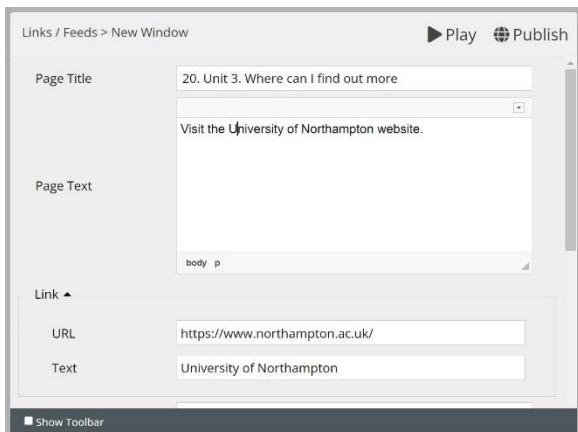 Links / Feeds > New Window
Play Publish
Page Title
20. Unit 3. Where can I find out more
Visit the University of Northampton website.
Page Text
body p
Link
URL
https://www.northampton.ac.uk/
Text
University of Northampton
Show Toolbar